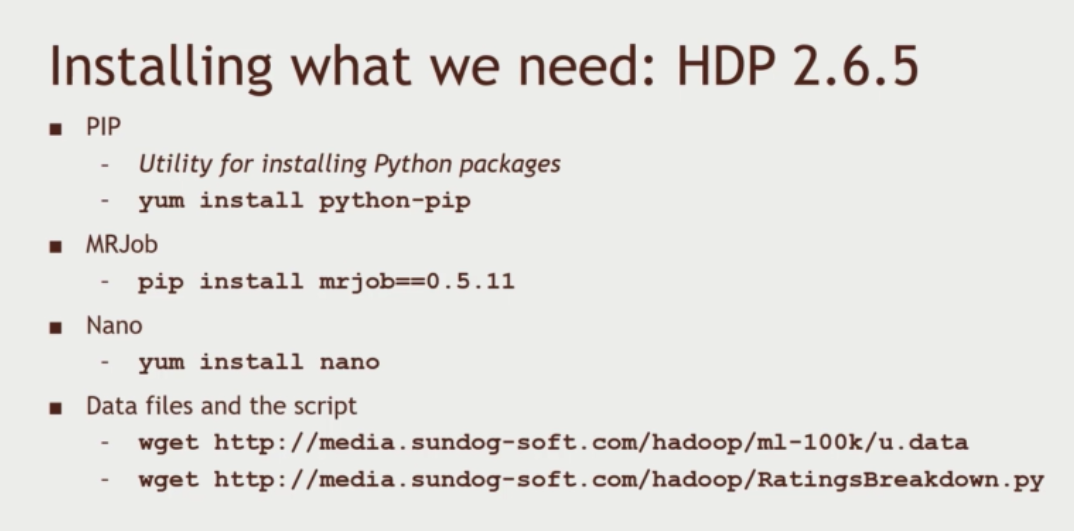 Installing what we need: HDP 2.6.5
■ PIP
- Utility for installing Python packages
- yum install python-pip
■ MRJob
- pip install mrjob==0.5.11
■ Nano
- yum install nano
■ Data files and the script
- wget http://media.sundog-soft.com/hadoop/ml-100k/u.data
- wget http://media.sundog-soft.com/hadoop/RatingsBreakdown.py